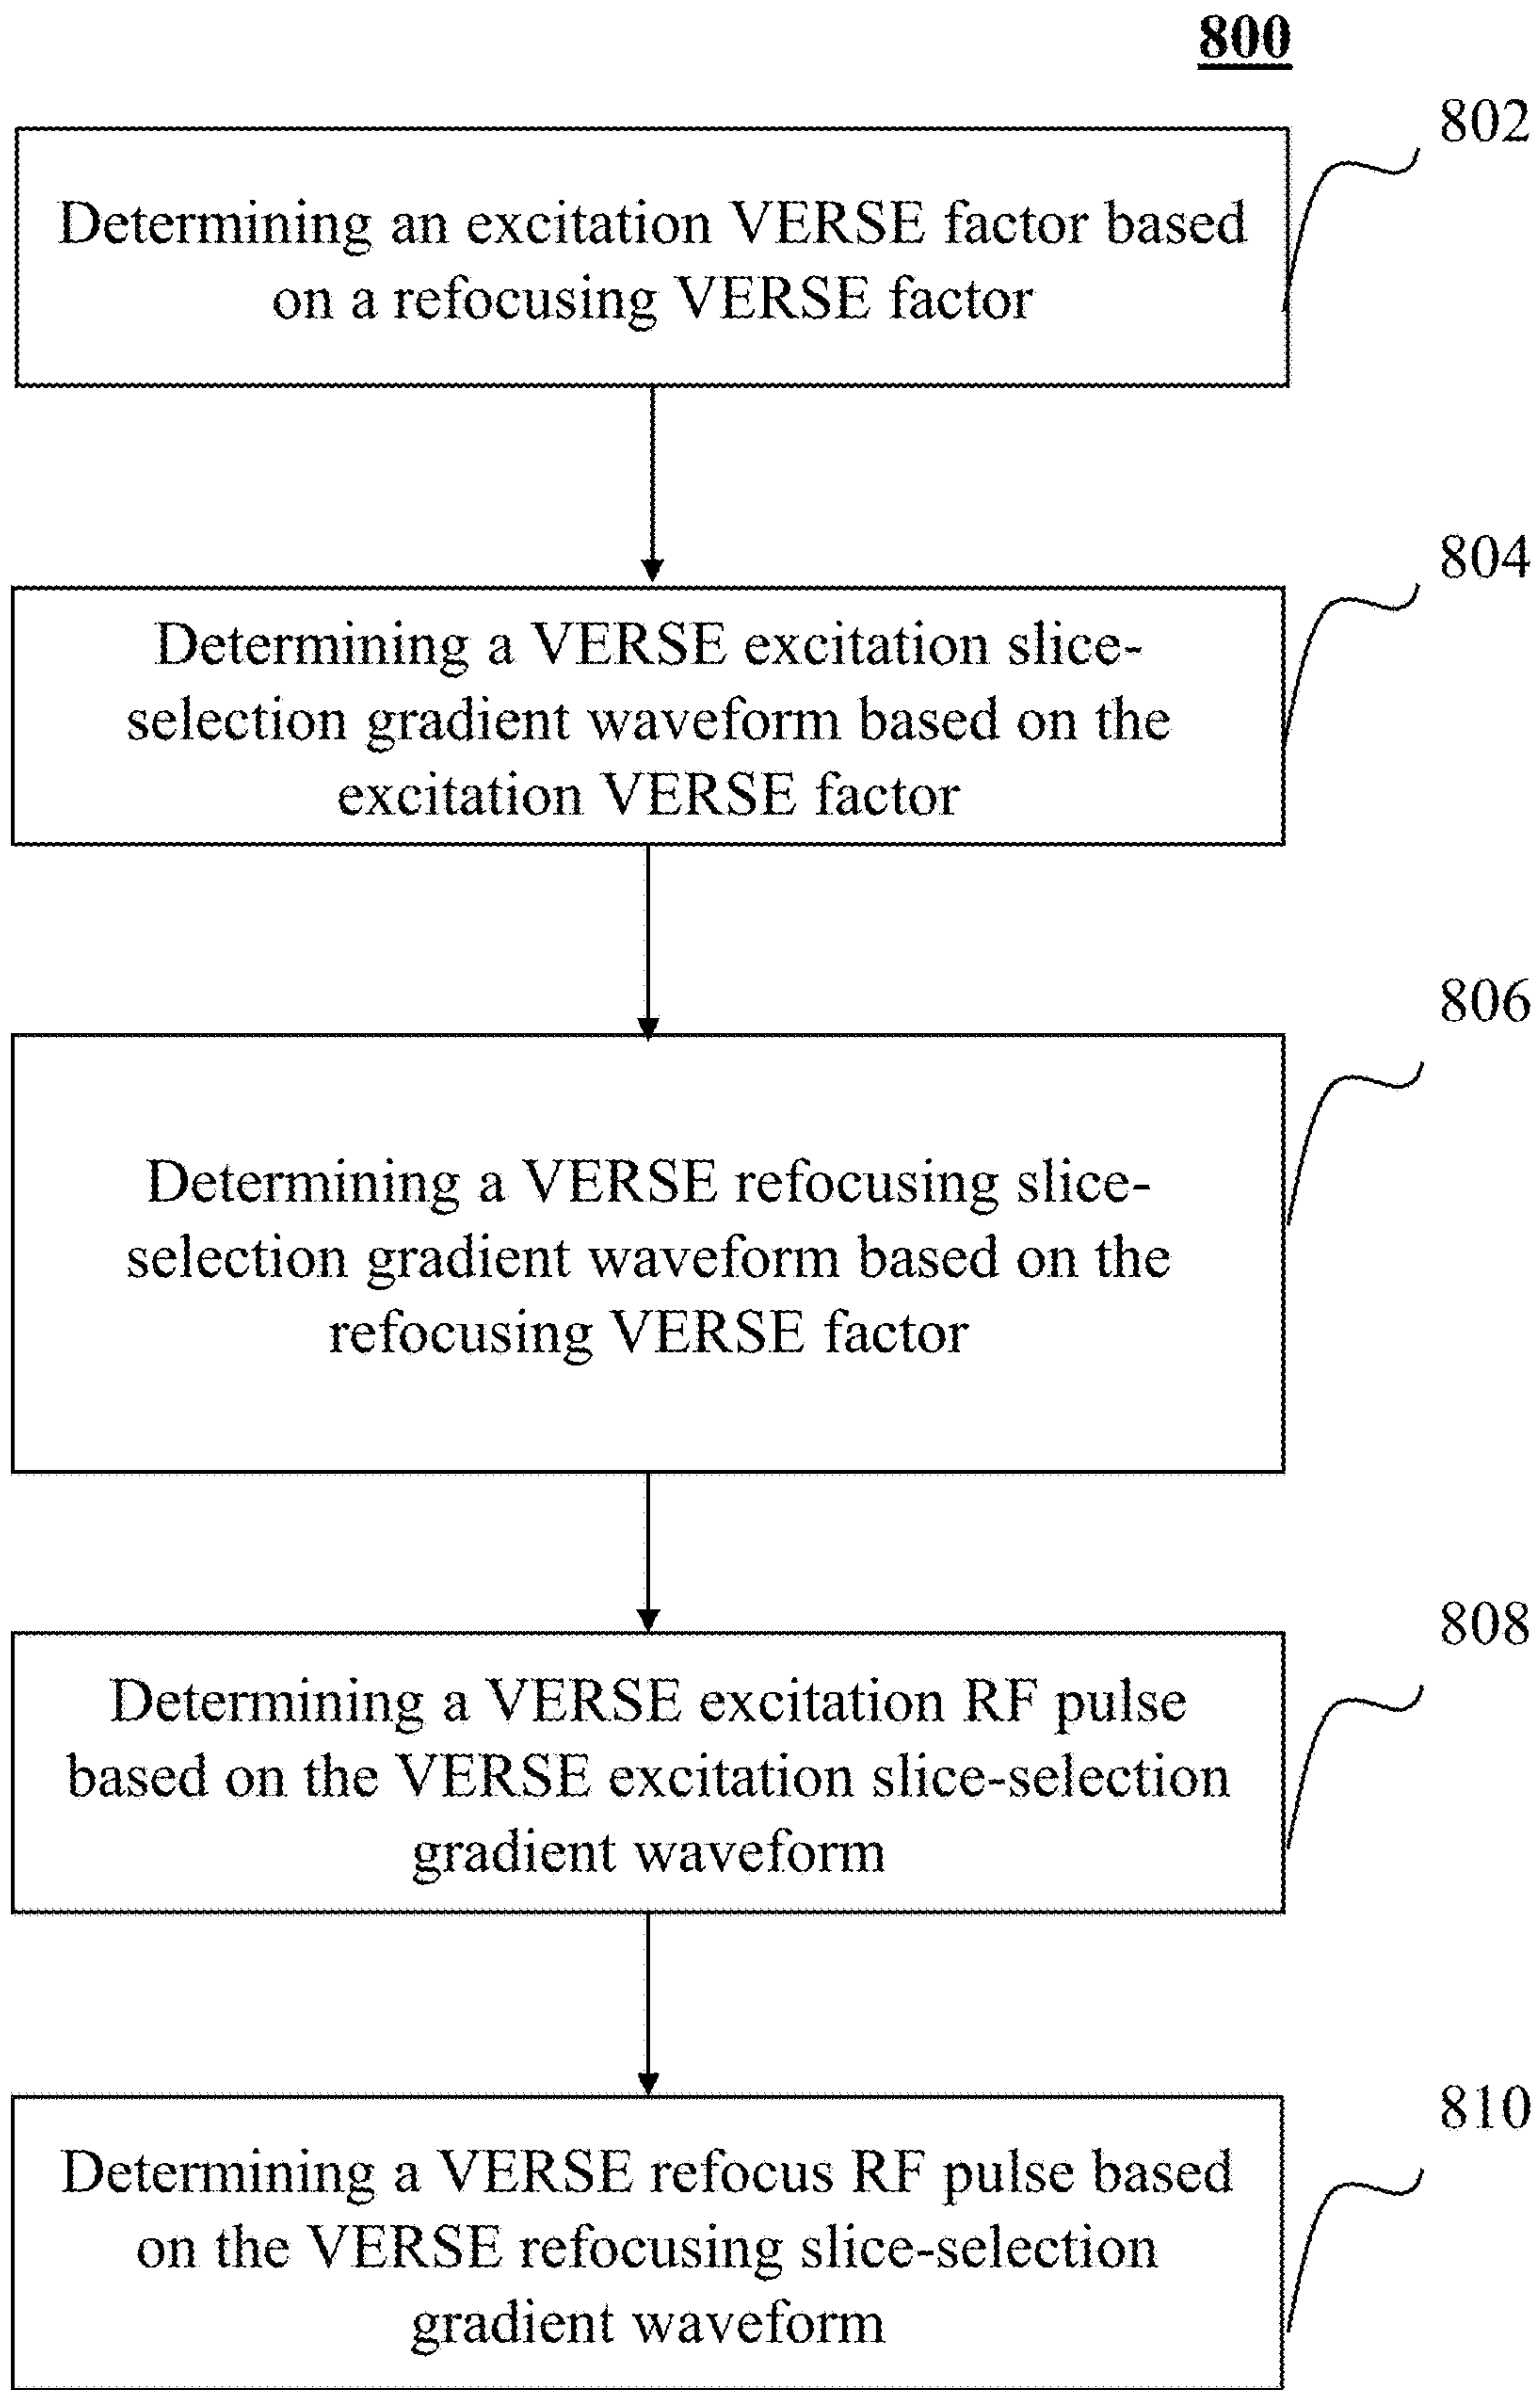 800
802
Determining an excitation VERSE factor based
on a refocusing VERSE factor
804
Determining a VERSE excitation slice-
selection gradient waveform based on the
excitation VERSE factor
806
Determining a VERSE refocusing slice-
selection gradient waveform based on the
refocusing VERSE factor
808
Determining a VERSE excitation RF pulse
based on the VERSE excitation slice-selection
gradient waveform
810
Determining a VERSE refocus RF pulse based
on the VERSE refocusing slice-selection
gradient waveform